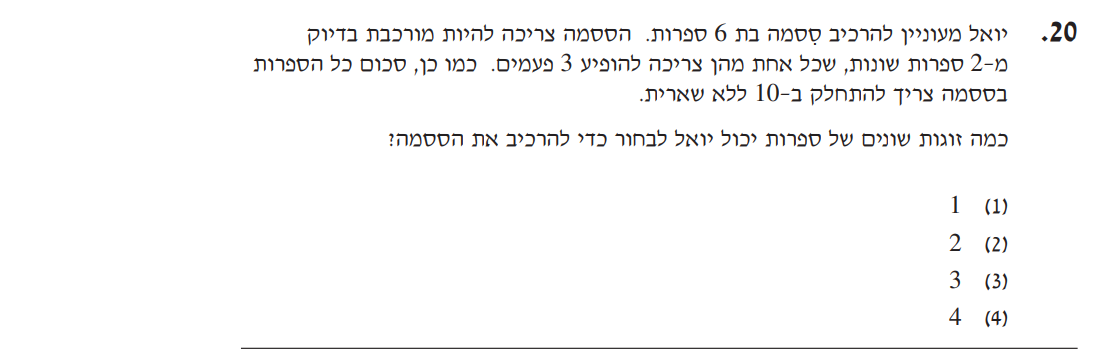 20. יואל מעוניין להרכיב סִסמה בת 6 ספרות. הססמה צריכה להיות מורכבת בדיוק
מ-2 ספרות שונות, שכל אחת מהן צריכה להופיע 3 פעמים. כמו כן, סכום כל הספרות
בססמה צריך להתחלק ב-10 ללא שארית.
כמה זוגות שונים של ספרות יכול יואל לבחור כדי להרכיב את הססמה?
(1) 1
(2) 2
(3) 3
(4) 4